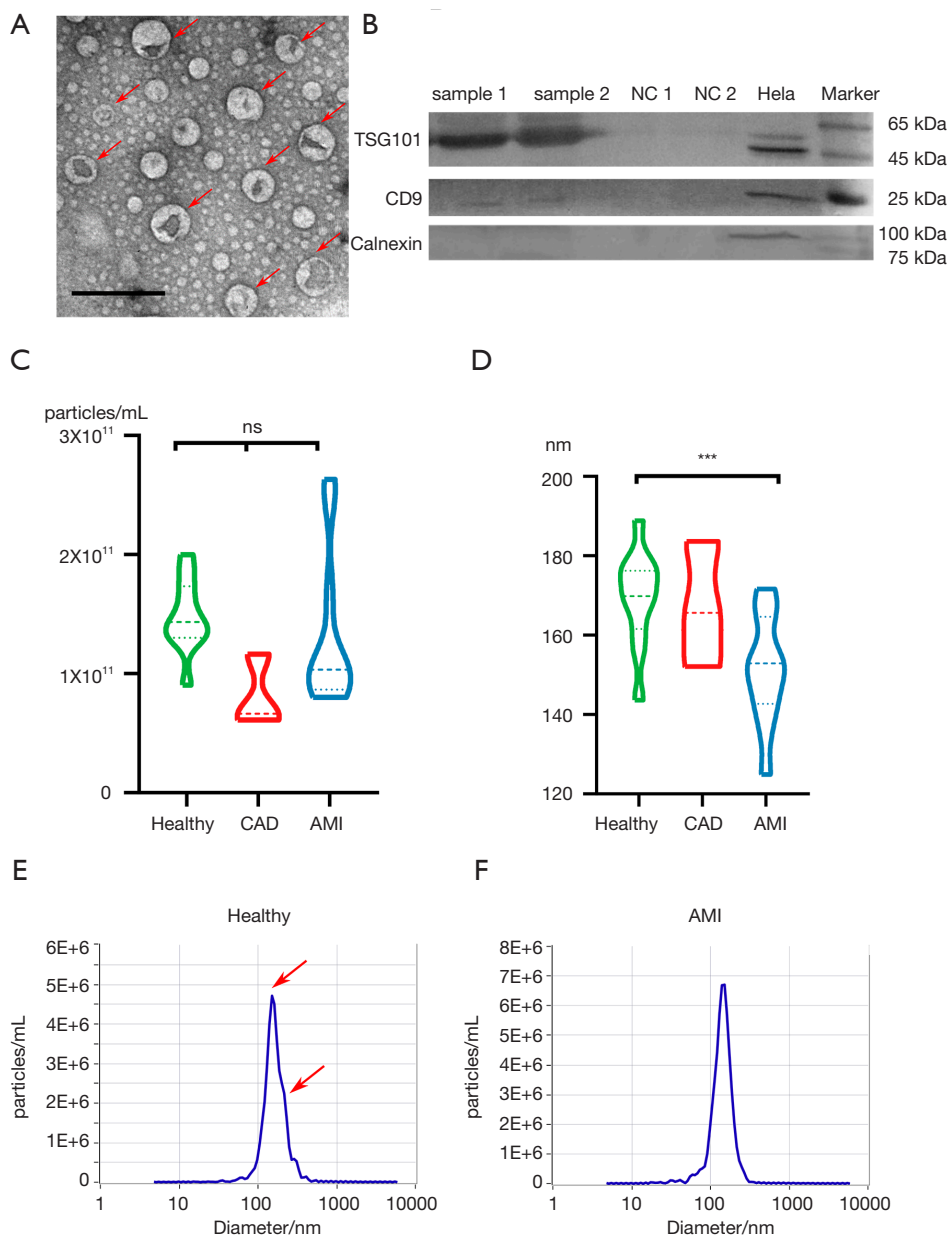 A
B
sample 1 sample 2 NC 1 NC 2 Hela Marker
TSG101
65 kDa
45 kDa
CD9
25 kDa
Calnexin
100 kDa
75 kDa
C
particles/mL
3X10¹¹
2X10¹¹
1X10¹¹
0
ns
Healthy CAD AMI
D
nm
200
180
160
140
120
***
Healthy CAD AMI
E
Healthy
particles/mL
6E+6
5E+6
4E+6
3E+6
2E+6
1E+6
0
1 10 100 1000 10000
Diameter/nm
F
AMI
particles/mL
8E+6
7E+6
6E+6
5E+6
4E+6
3E+6
2E+6
1E+6
0
1 10 100 1000 10000
Diameter/nm